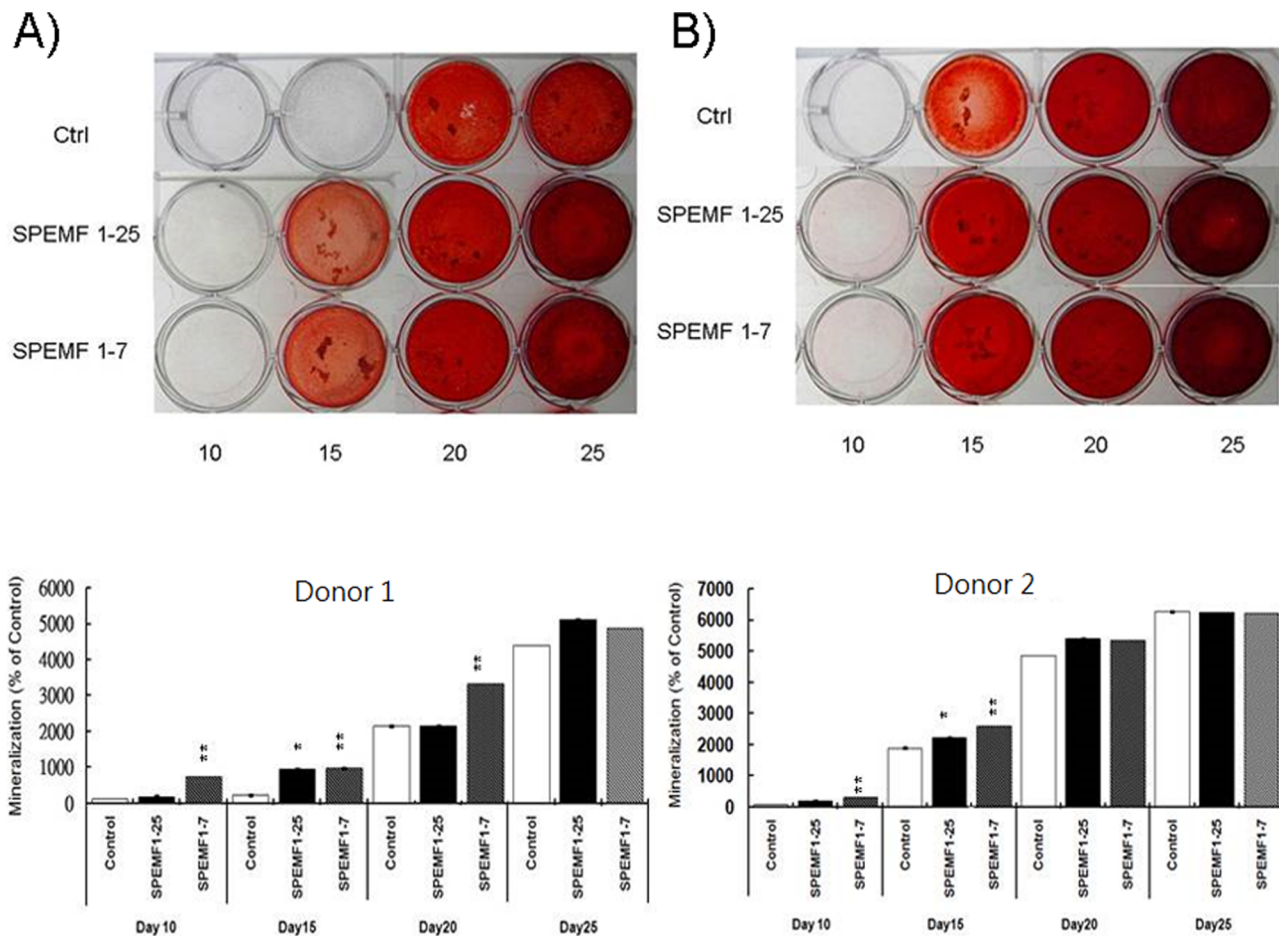 A)
Ctrl
SPEMF 1-25
SPEMF 1-7
10 15 20 25
B)
Ctrl
SPEMF 1-25
SPEMF 1-7
10 15 20 25
Donor 1
Mineralization (% of Control)
6000
5000
4000
3000
2000
1000
0
** * ** **
Control SPEMF1-25 SPEMF1-7 Control SPEMF1-25 SPEMF1-7 Control SPEMF1-25 SPEMF1-7 Control SPEMF1-25 SPEMF1-7
Day 10 Day15 Day20 Day25
Donor 2
Mineralization (% of Control)
7000
6000
5000
4000
3000
2000
1000
0
** * **
Control SPEMF1-25 SPEMF1-7 Control SPEMF1-25 SPEMF1-7 Control SPEMF1-25 SPEMF1-7 Control SPEMF1-25 SPEMF1-7
Day 10 Day15 Day20 Day25